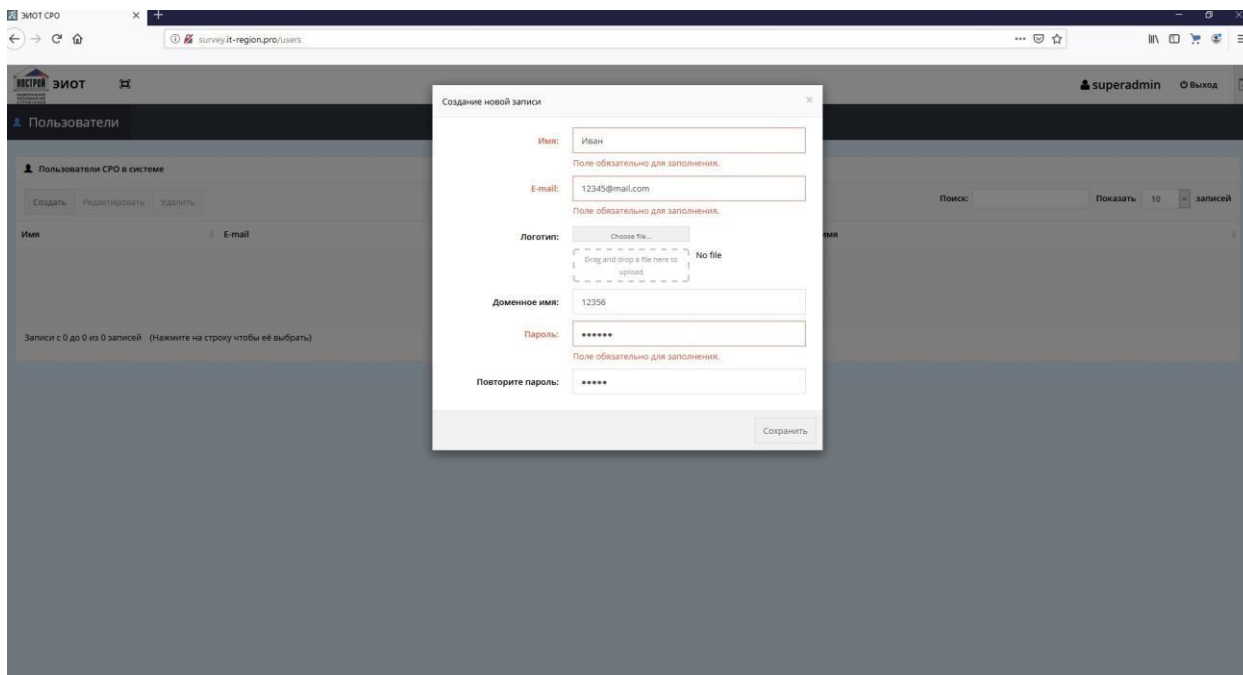 ЭИОТ СРО
survey.it-region.pro/users
НОСТРОЙ ЭИОТ
superadmin Выход
Пользователи
Создание новой записи
Имя: Иван
Поле обязательно для заполнения.
E-mail: 12345@mail.com
Поле обязательно для заполнения.
Логотип: Choose file...
Drag and drop a file here to
upload
No file
Доменное имя: 12356
Пароль: ••••••
Поле обязательно для заполнения.
Повторите пароль: •••••
Сохранить
Пользователи СРО в системе
Создать Редактировать Удалить
Поиск: Показать 10 записей
Имя E-mail имя
Записи с 0 до 0 из 0 записей (Нажмите на строку чтобы её выбрать)